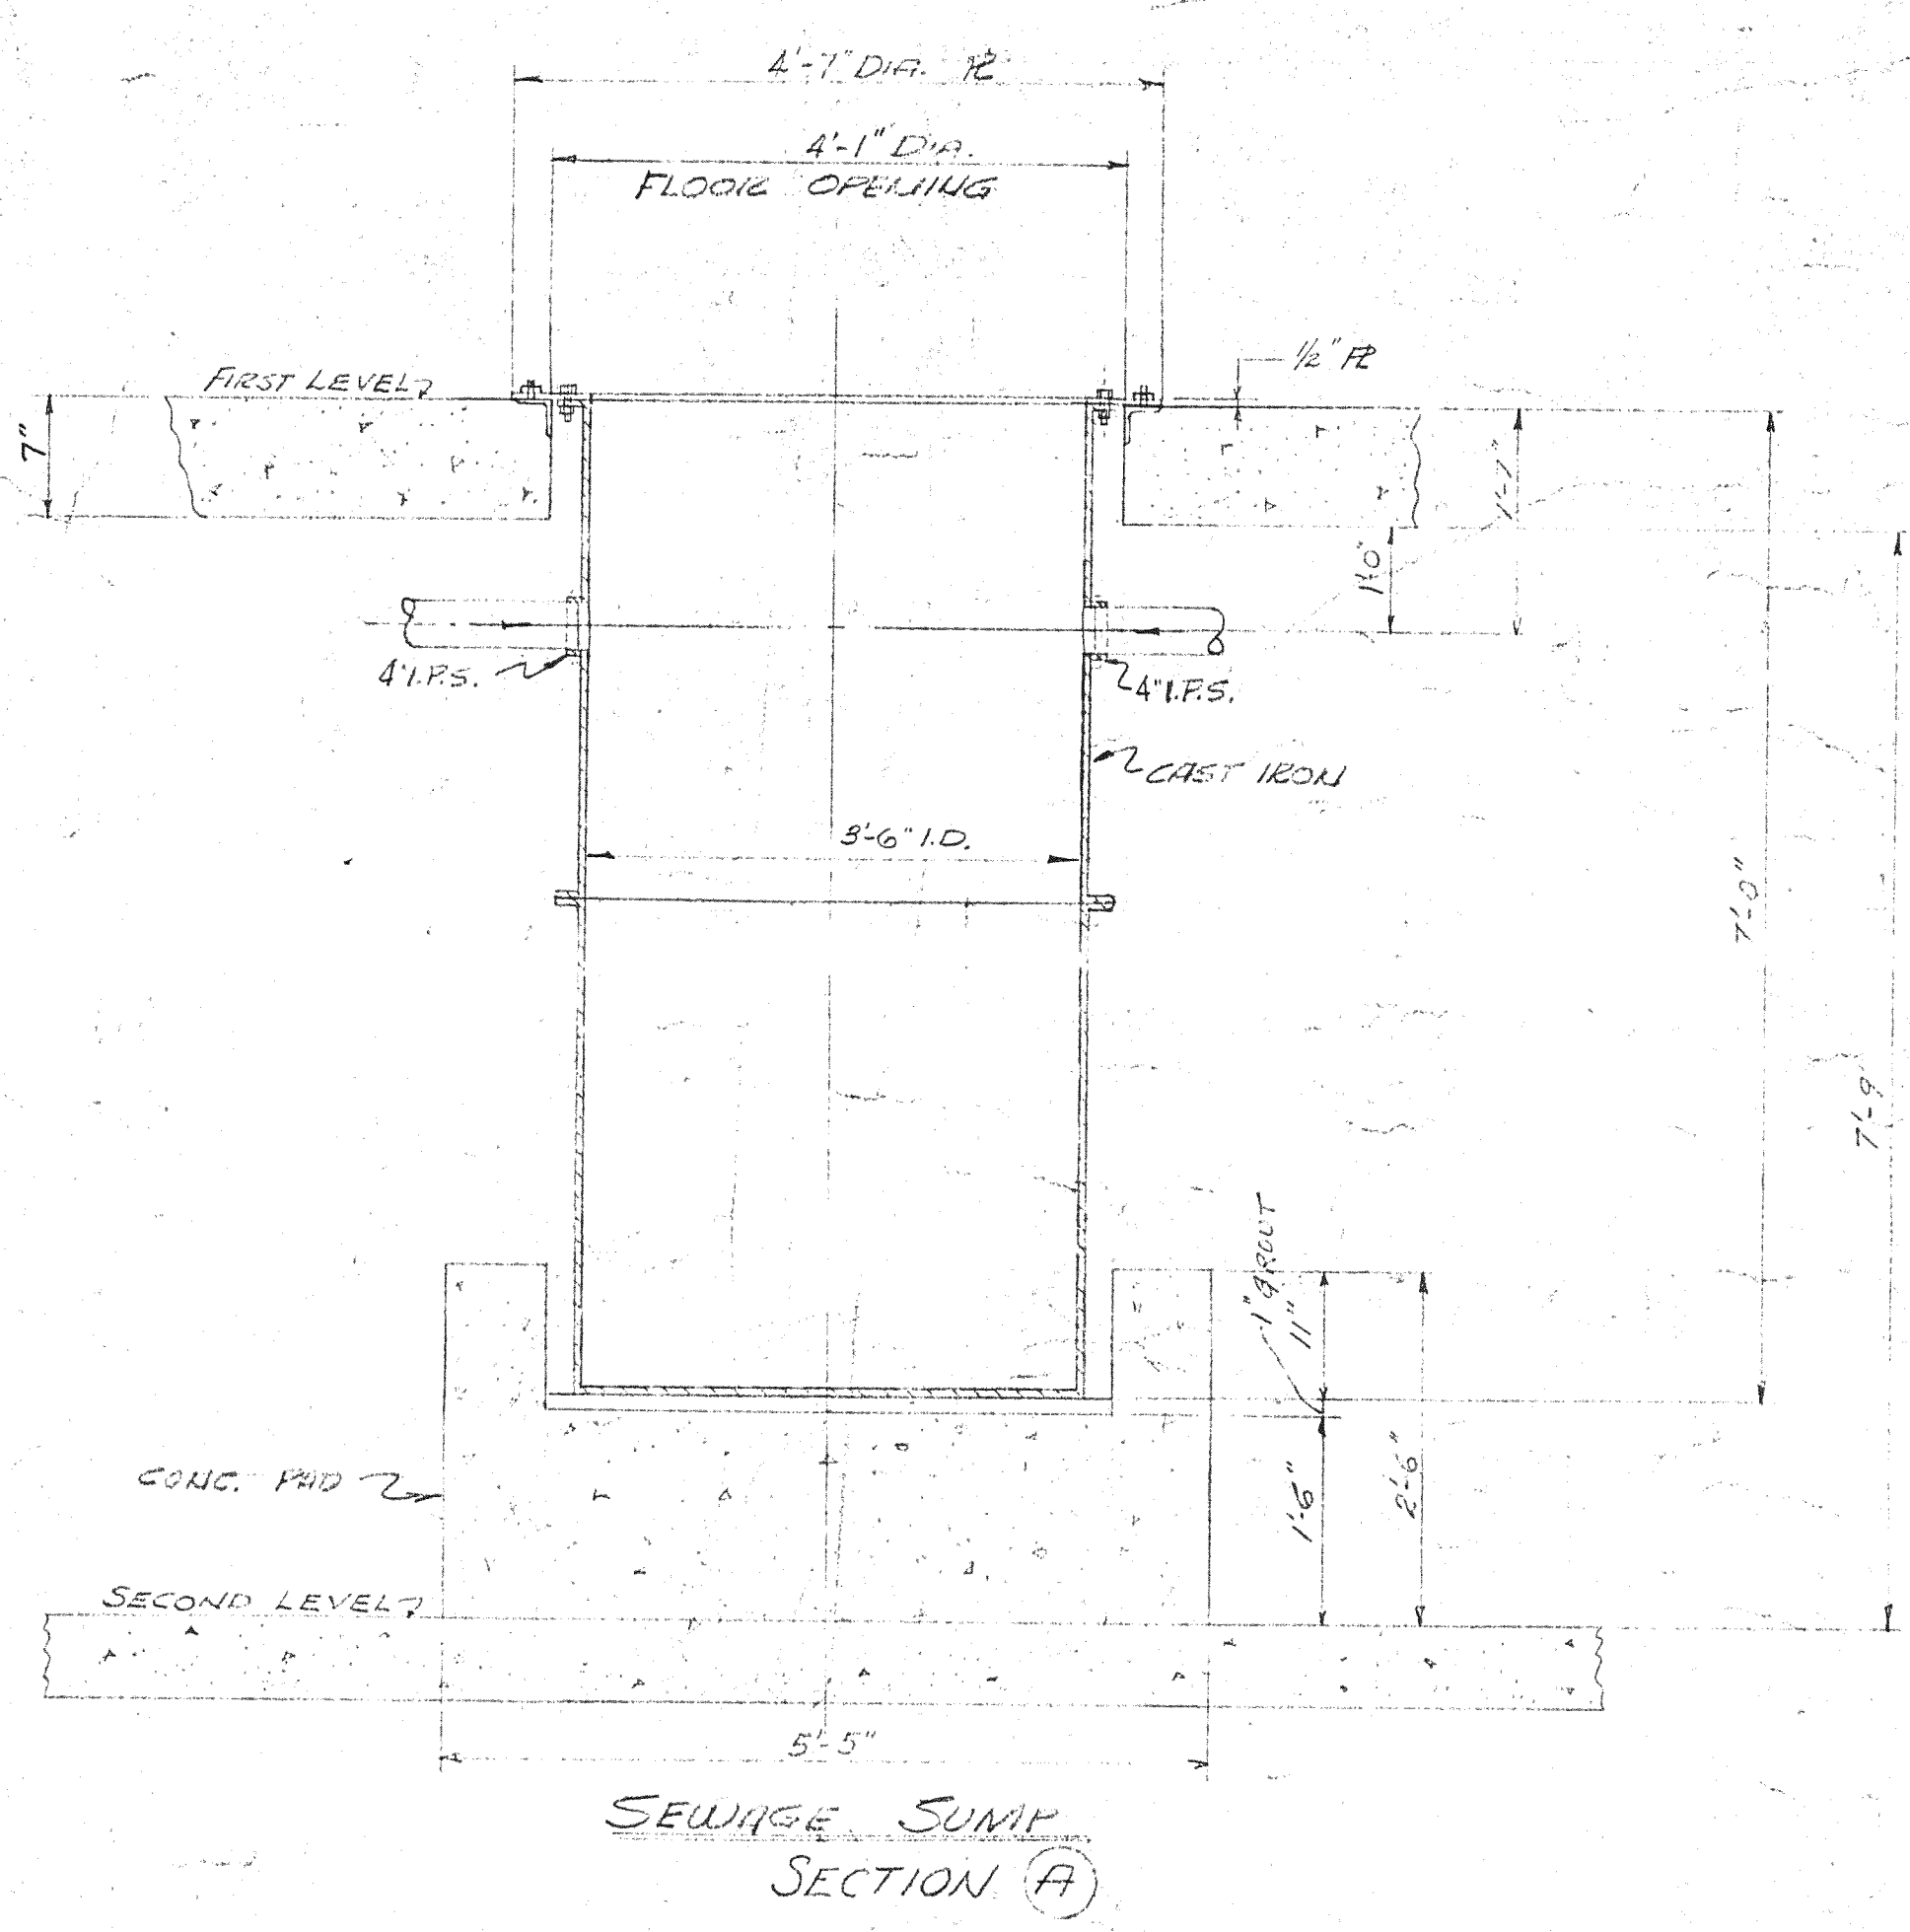 4'-7" DIA. PL
4'-1" DIA.
FLOOR OPENING
FIRST LEVEL
1/2" PL
7"
1'-7"
1'-0"
4" I.P.S.
4" I.P.S.
CAST IRON
3'-6" I.D.
7'-0"
7'-9
1" GROUT
11"
CONC. PAD
1'-6"
2'-6"
SECOND LEVEL
5'-5"
SEWAGE SUMP
SECTION A